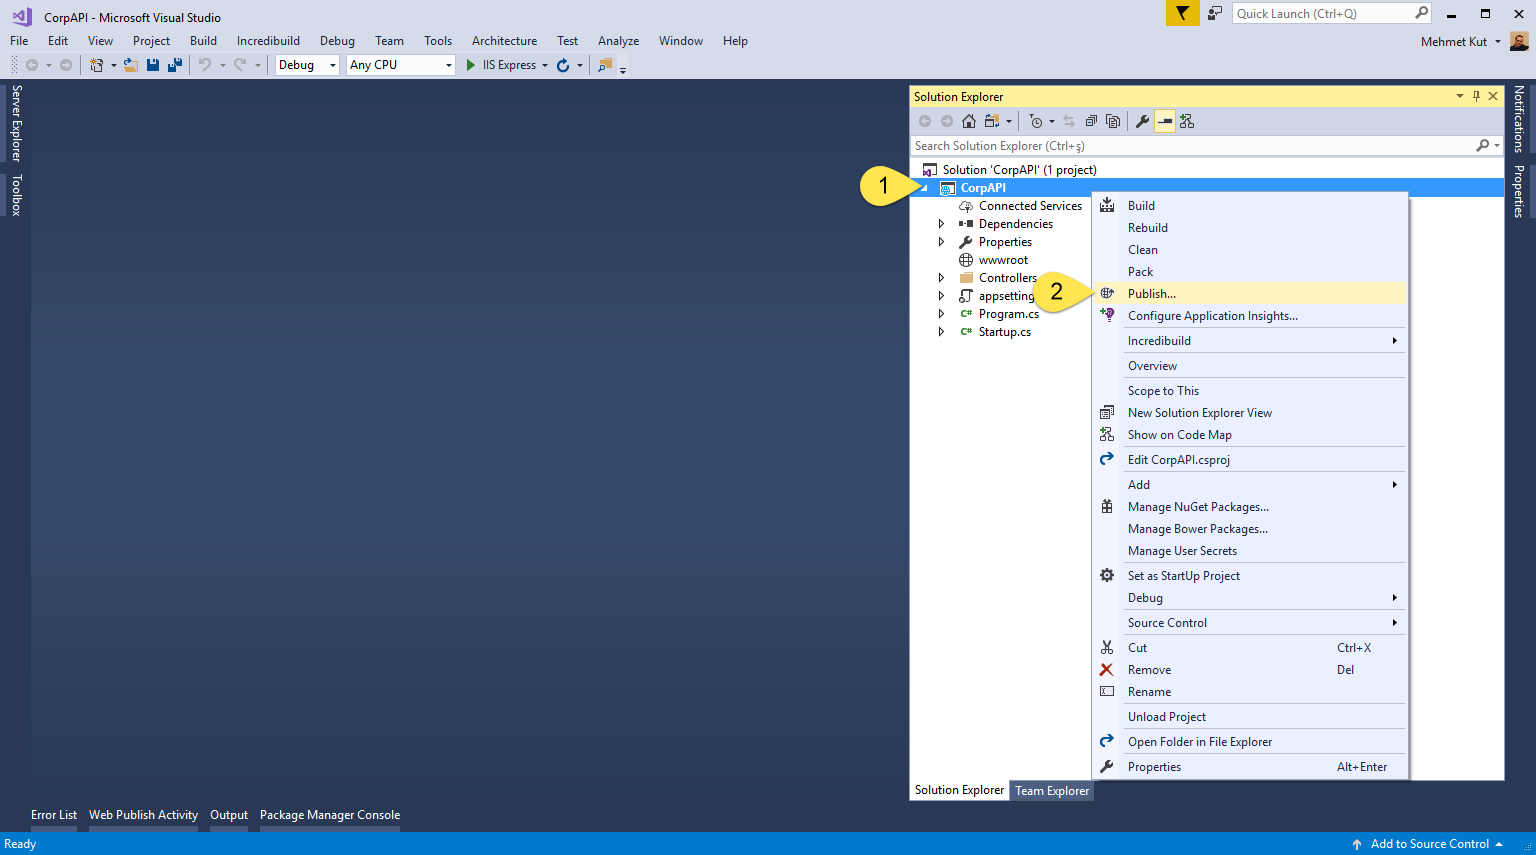 CorpAPI - Microsoft Visual Studio
Quick Launch (Ctrl+Q)
File Edit View Project Build Incredibuild Debug Team Tools Architecture Test Analyze Window Help
Mehmet Kut
Debug Any CPU IIS Express
Server Explorer
Toolbox
Solution Explorer
Search Solution Explorer (Ctrl+ş)
Solution 'CorpAPI' (1 project)
1
CorpAPI
Connected Services
Dependencies
Properties
wwwroot
Controllers
appsetting
Program.cs
Startup.cs
Build
Rebuild
Clean
Pack
2
Publish...
Configure Application Insights...
Incredibuild
Overview
Scope to This
New Solution Explorer View
Show on Code Map
Edit CorpAPI.csproj
Add
Manage NuGet Packages...
Manage Bower Packages...
Manage User Secrets
Set as StartUp Project
Debug
Source Control
Cut Ctrl+X
Remove Del
Rename
Unload Project
Open Folder in File Explorer
Properties Alt+Enter
Notifications
Properties
Solution Explorer Team Explorer
Error List Web Publish Activity Output Package Manager Console
Ready
Add to Source Control